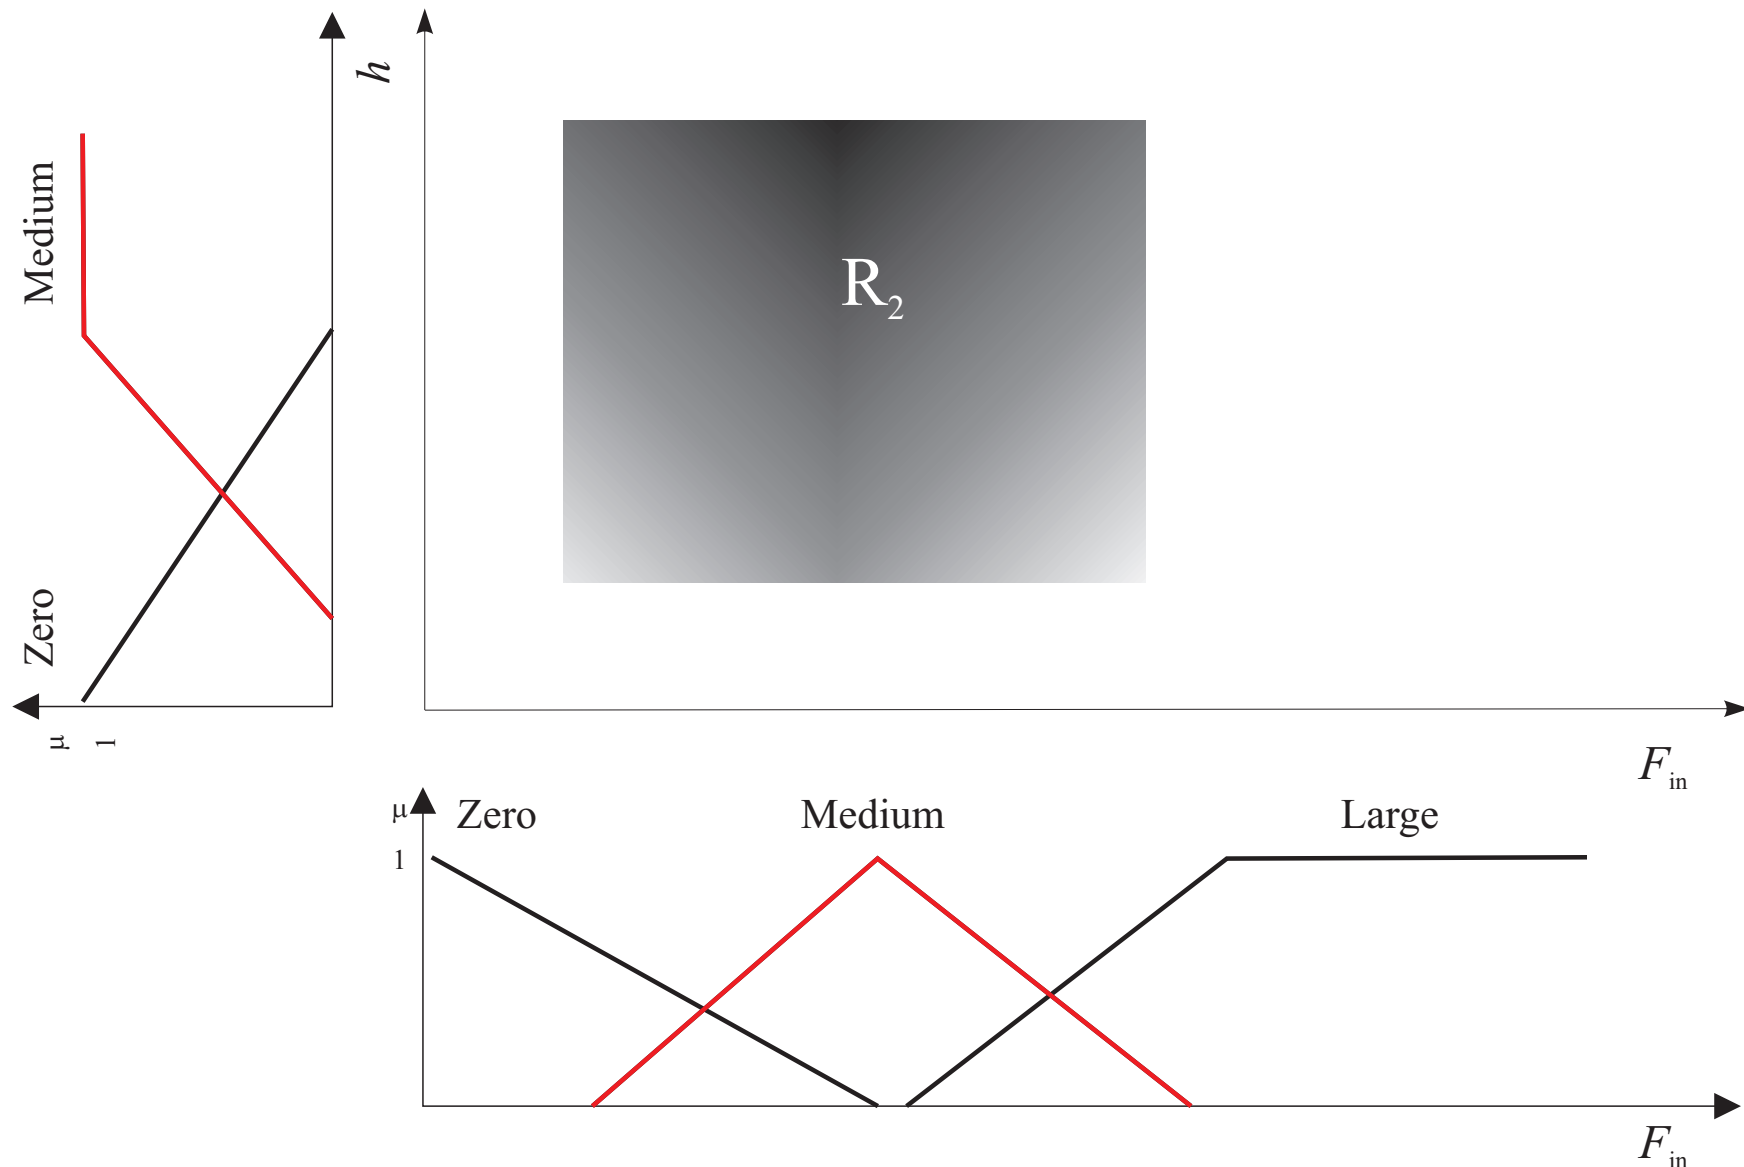 h
Medium
Zero
μ
1
R₂
Fᵢₙ
μ
1
Zero
Medium
Large
Fᵢₙ